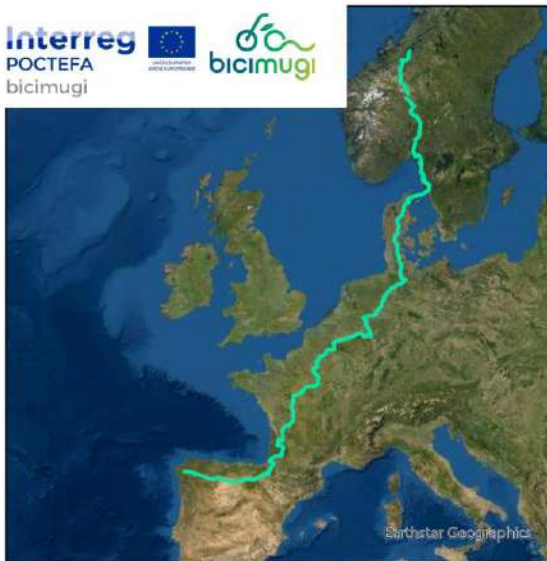 Interreg
POCTEFA
bicimugi
bicimugi
Earthstar Geographics